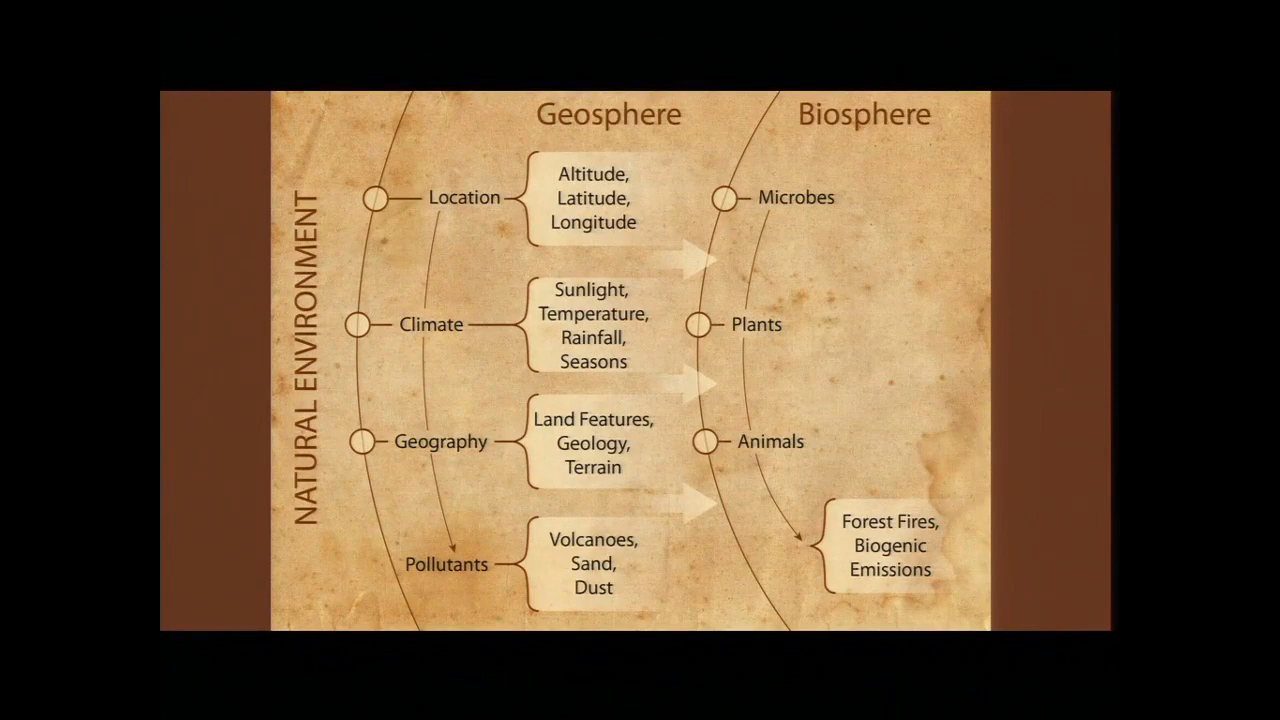 Geosphere
Biosphere
NATURAL ENVIRONMENT
Location
Altitude,
Latitude,
Longitude
Microbes
Climate
Sunlight,
Temperature,
Rainfall,
Seasons
Plants
Geography
Land Features,
Geology,
Terrain
Animals
Pollutants
Volcanoes,
Sand,
Dust
Forest Fires,
Biogenic
Emissions